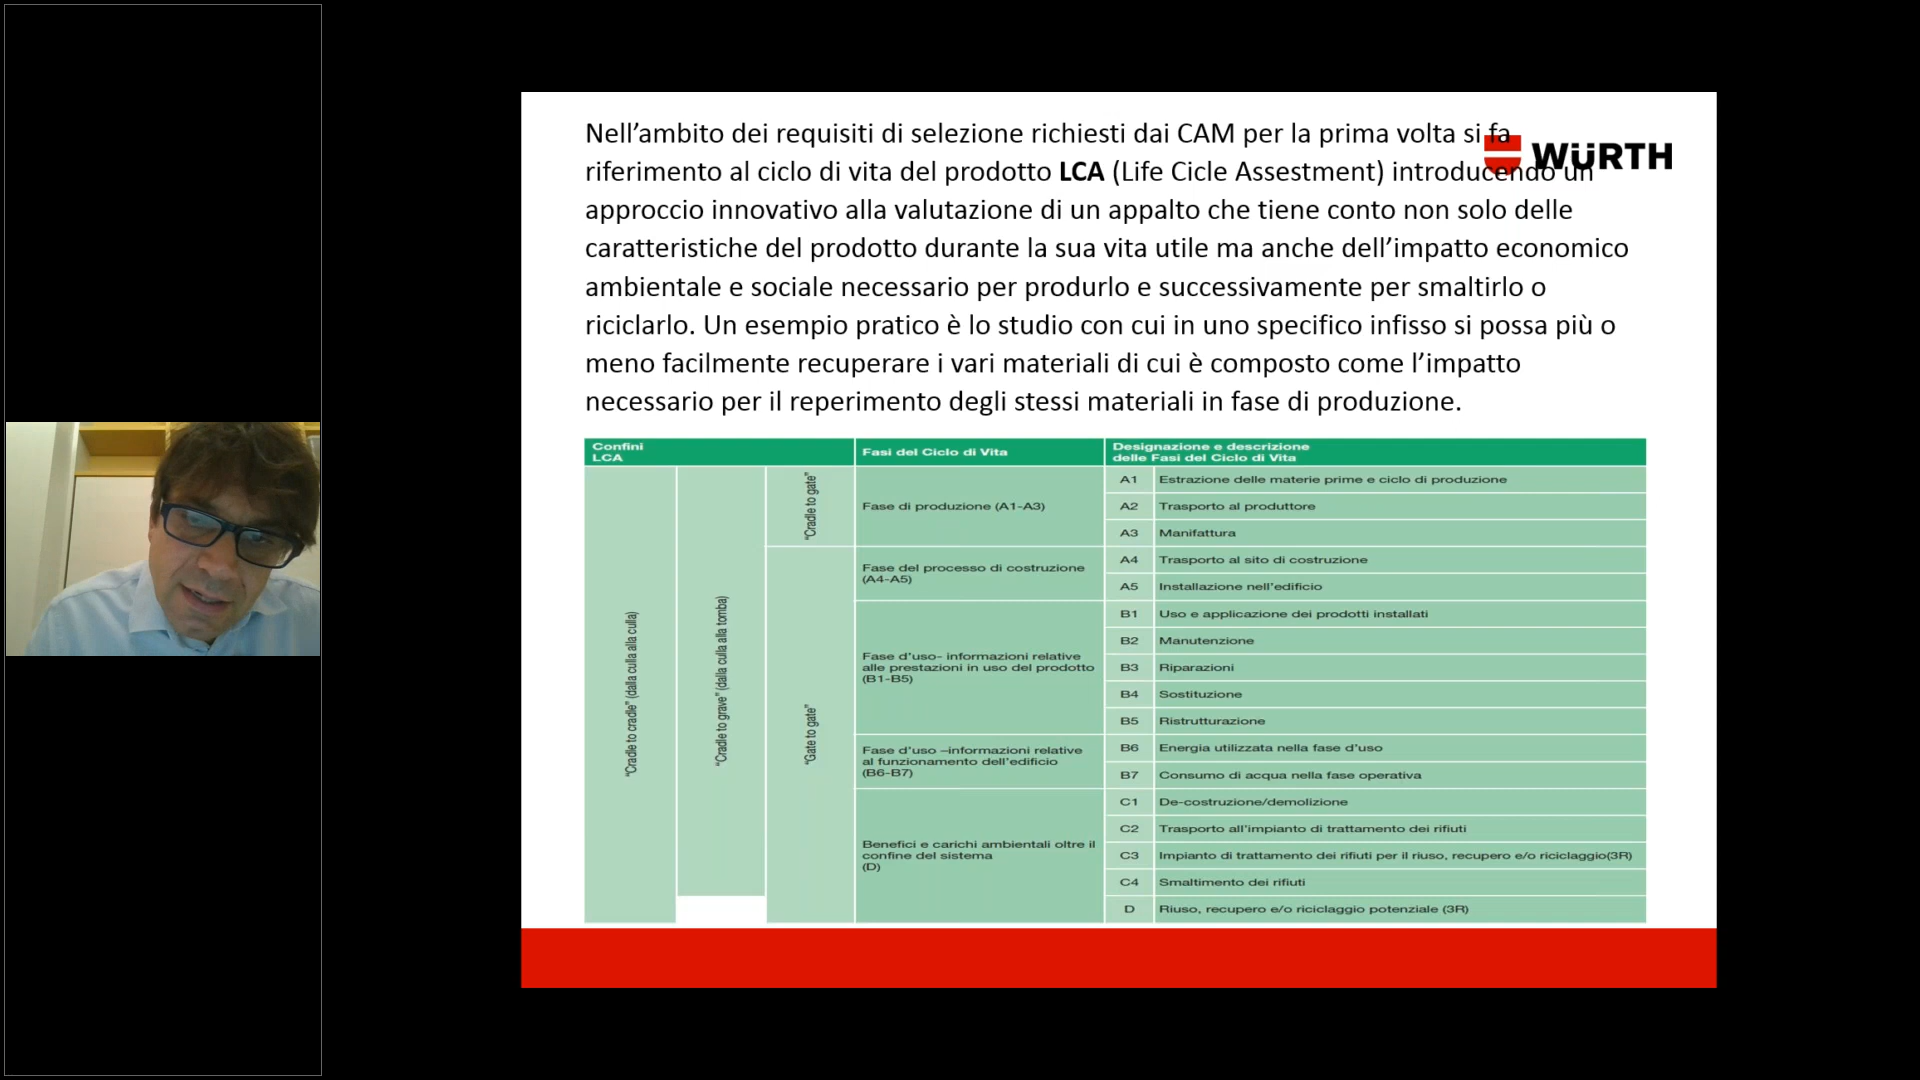 Nell’ambito dei requisiti di selezione richiesti dai CAM per la prima volta si fa
riferimento al ciclo di vita del prodotto LCA (Life Cicle Assestment) introducendo un
approccio innovativo alla valutazione di un appalto che tiene conto non solo delle
caratteristiche del prodotto durante la sua vita utile ma anche dell’impatto economico
ambientale e sociale necessario per produrlo e successivamente per smaltirlo o
riciclarlo. Un esempio pratico è lo studio con cui in uno specifico infisso si possa più o
meno facilmente recuperare i vari materiali di cui è composto come l’impatto
necessario per il reperimento degli stessi materiali in fase di produzione.
WÜRTH
Confini
LCA
Fasi del Ciclo di Vita
Designazione e descrizione
delle Fasi del Ciclo di Vita
“Cradle to cradle” (dalla culla alla culla)
“Cradle to grave” (dalla culla alla tomba)
“Cradle to gate”
“Gate to gate”
Fase di produzione (A1-A3)
A1 Estrazione delle materie prime e ciclo di produzione
A2 Trasporto al produttore
A3 Manifattura
Fase del processo di costruzione
(A4-A5)
A4 Trasporto al sito di costruzione
A5 Installazione nell’edificio
Fase d’uso- informazioni relative
alle prestazioni in uso del prodotto
(B1-B5)
B1 Uso e applicazione dei prodotti installati
B2 Manutenzione
B3 Riparazioni
B4 Sostituzione
B5 Ristrutturazione
Fase d’uso –informazioni relative
al funzionamento dell’edificio
(B6-B7)
B6 Energia utilizzata nella fase d’uso
B7 Consumo di acqua nella fase operativa
Benefici e carichi ambientali oltre il
confine del sistema
(D)
C1 De-costruzione/demolizione
C2 Trasporto all’impianto di trattamento dei rifiuti
C3 Impianto di trattamento dei rifiuti per il riuso, recupero e/o riciclaggio(3R)
C4 Smaltimento dei rifiuti
D Riuso, recupero e/o riciclaggio potenziale (3R)